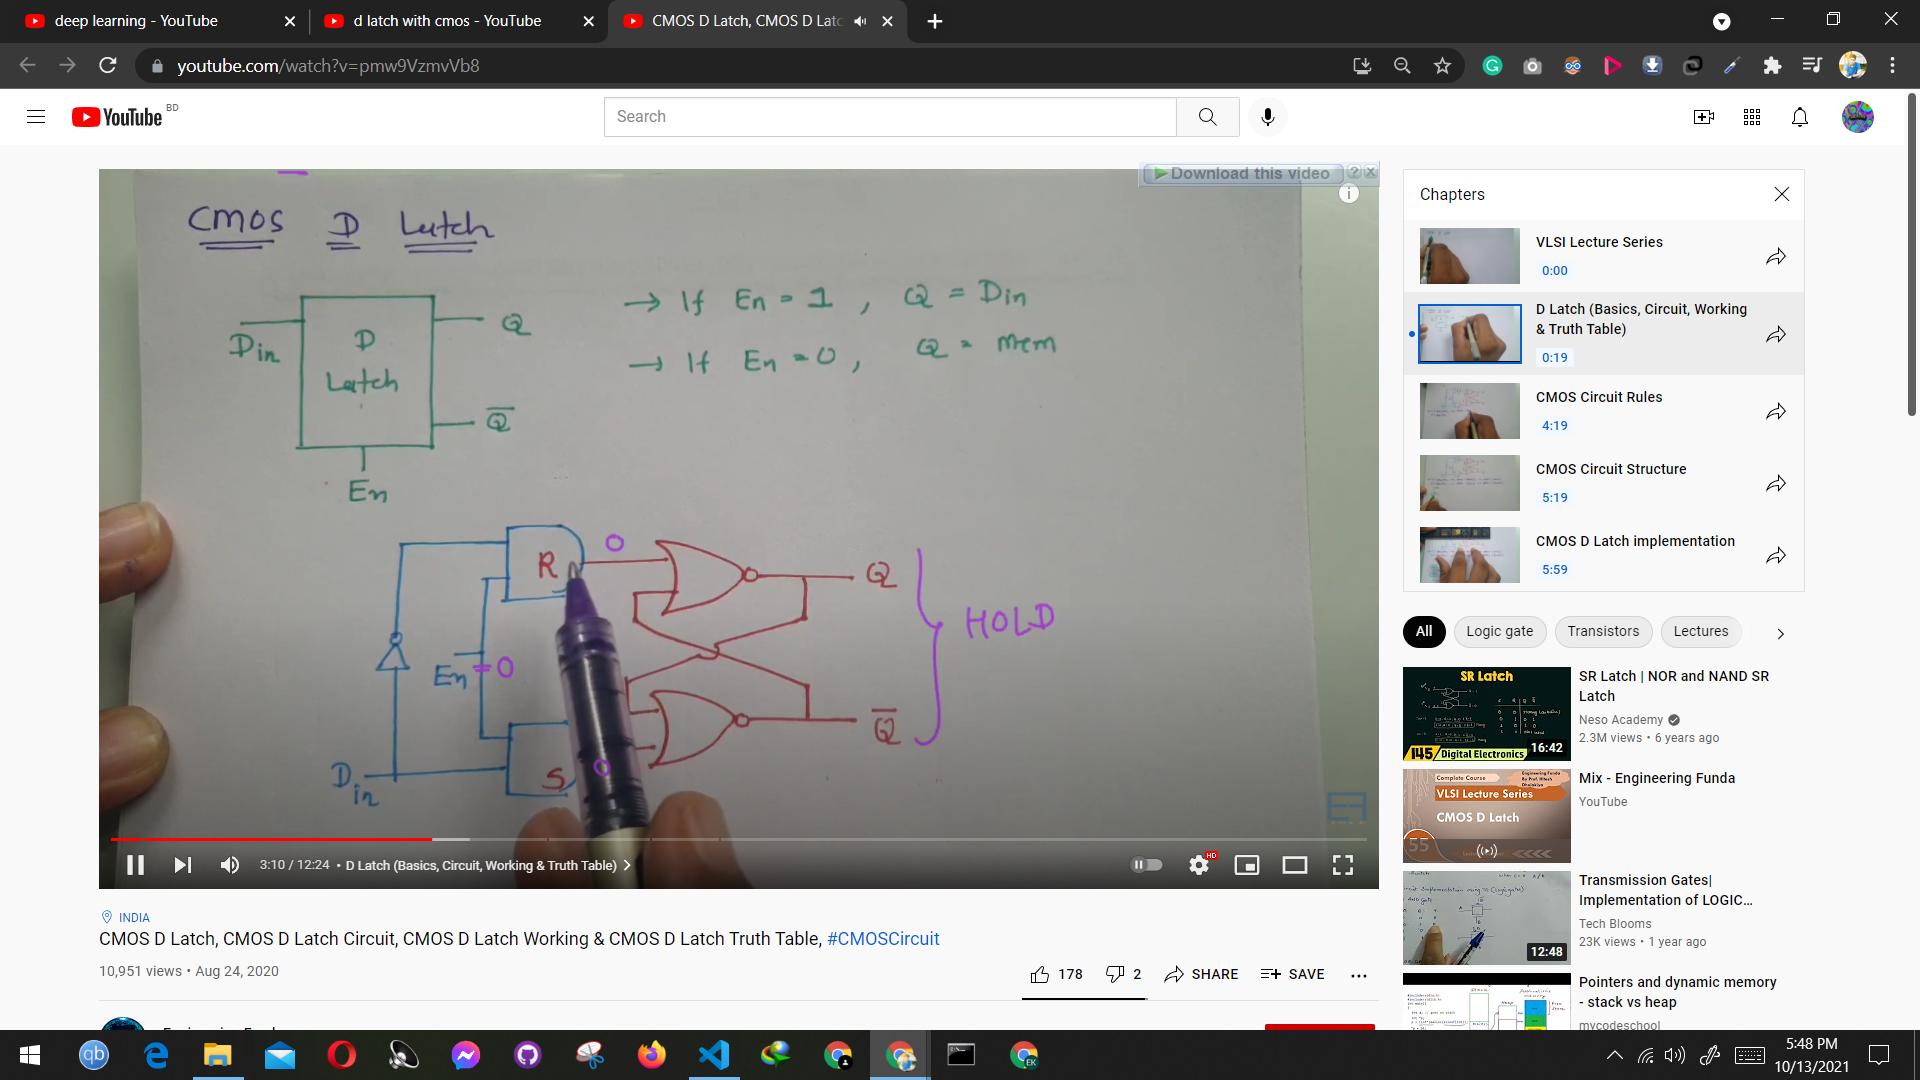 deep learning - YouTube
d latch with cmos - YouTube
CMOS D Latch, CMOS D Latc
youtube.com/watch?v=pmw9VzmvVb8
YouTube BD
Search
Download this video
CMOS D Latch
Din
D
Latch
Q
Q̅
En
→ If En = 1 , Q = Din
→ If En = 0 , Q = mem
R
0
Q
HOLD
En = 0
Din
S
0
Q̅
3:10 / 12:24 • D Latch (Basics, Circuit, Working & Truth Table)
HD
INDIA
CMOS D Latch, CMOS D Latch Circuit, CMOS D Latch Working & CMOS D Latch Truth Table, #CMOSCircuit
10,951 views • Aug 24, 2020
178
2
SHARE
SAVE
Chapters
VLSI Lecture Series
0:00
D Latch (Basics, Circuit, Working
& Truth Table)
0:19
CMOS Circuit Rules
4:19
CMOS Circuit Structure
5:19
CMOS D Latch implementation
5:59
All
Logic gate
Transistors
Lectures
SR Latch
145 Digital Electronics
16:42
SR Latch | NOR and NAND SR
Latch
Neso Academy
2.3M views • 6 years ago
Complete Course
VLSI Lecture Series
CMOS D Latch
55
Mix - Engineering Funda
YouTube
12:48
Transmission Gates|
Implementation of LOGIC...
Tech Blooms
23K views • 1 year ago
Pointers and dynamic memory
- stack vs heap
mycodeschool
qb
EK
5:48 PM
10/13/2021